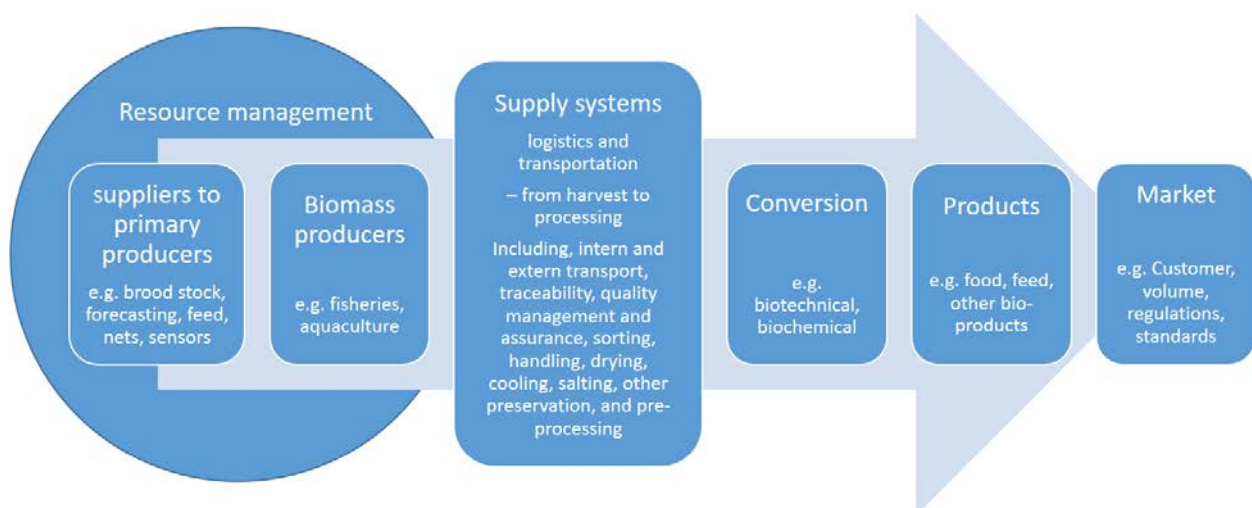 Resource management
suppliers to
primary
producers
e.g. brood stock,
forecasting, feed,
nets, sensors
Biomass
producers
e.g. fisheries,
aquaculture
Supply systems
logistics and
transportation
– from harvest to
processing
Including, intern and
extern transport,
traceability, quality
management and
assurance, sorting,
handling, drying,
cooling, salting, other
preservation, and pre-
processing
Conversion
e.g.
biotechnical,
biochemical
Products
e.g. food, feed,
other bio-
products
Market
e.g. Customer,
volume,
regulations,
standards